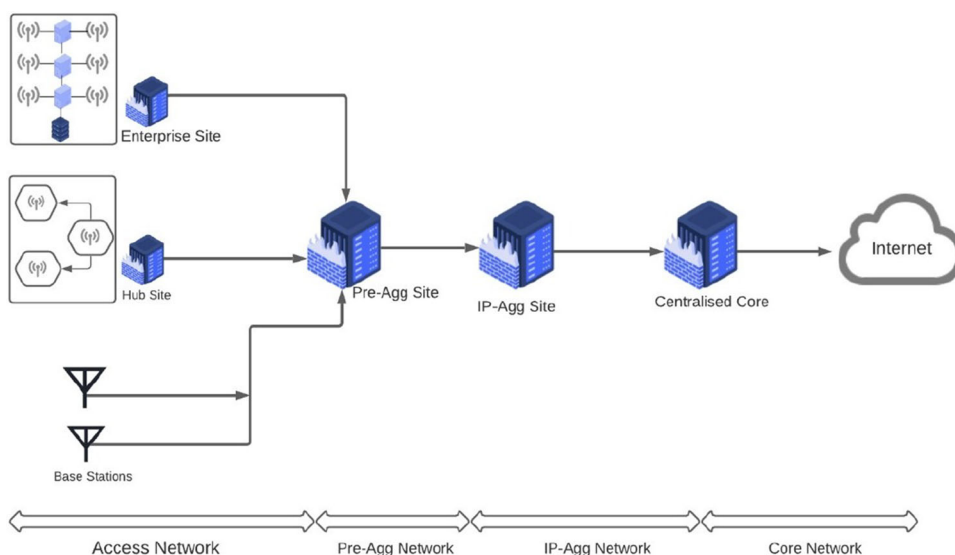 Enterprise Site
Hub Site
Pre-Agg Site
IP-Agg Site
Centralised Core
Internet
Base Stations
Access Network
Pre-Agg Network
IP-Agg Network
Core Network